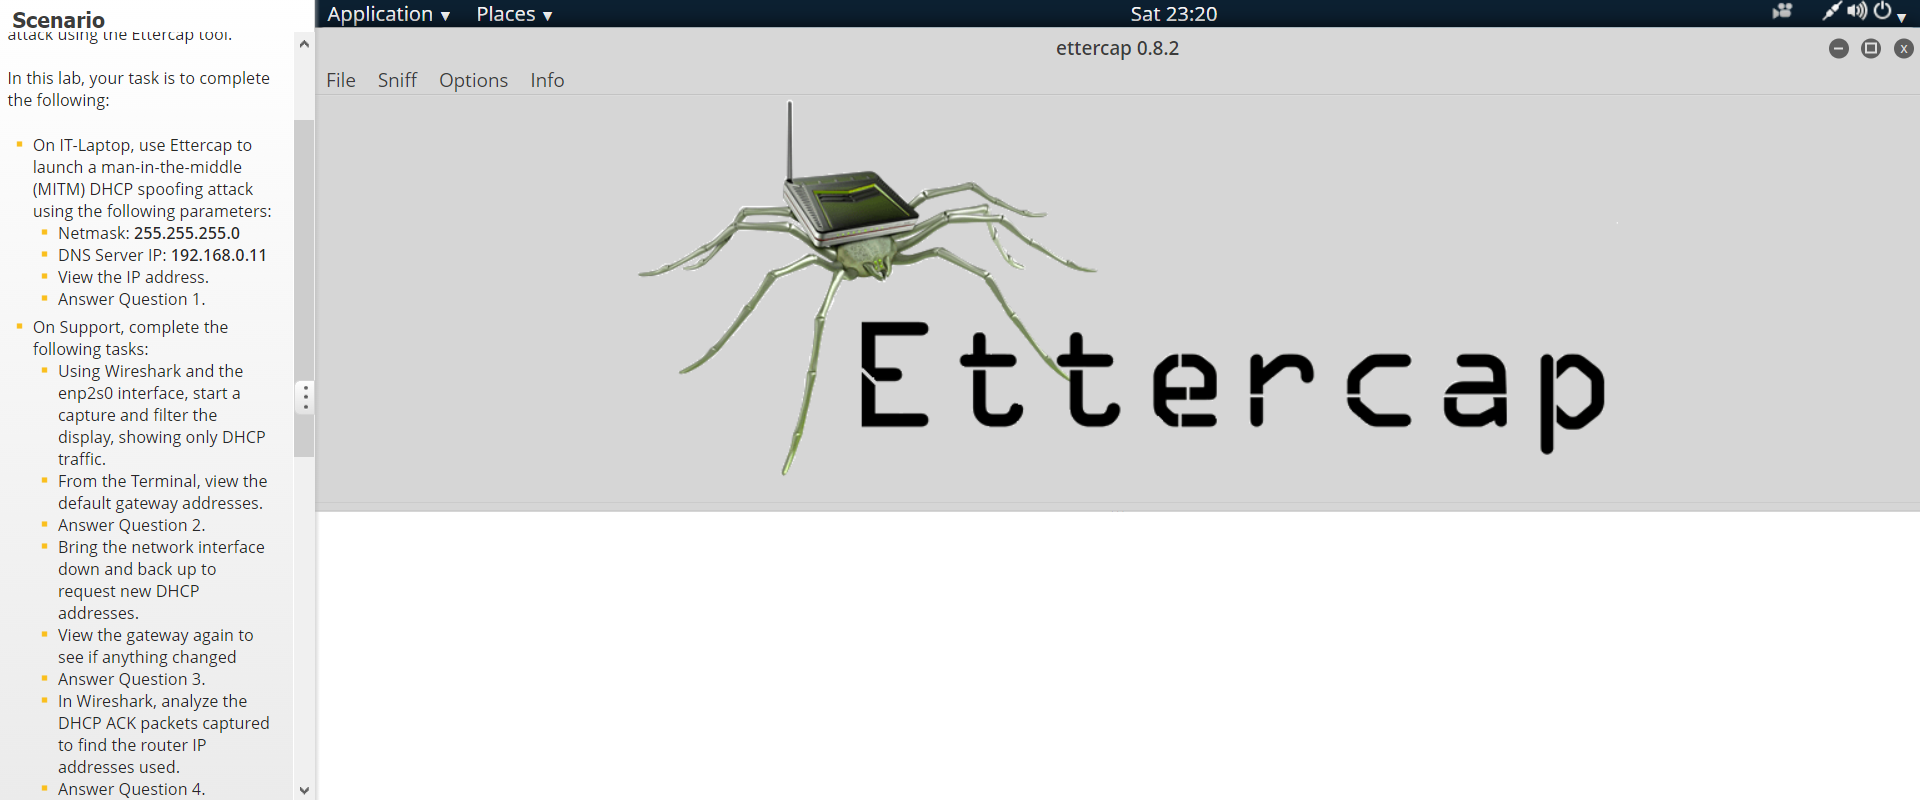 Scenario
attack using the Ettercap tool.
In this lab, your task is to complete
the following:
On IT-Laptop, use Ettercap to
launch a man-in-the-middle
(MITM) DHCP spoofing attack
using the following parameters:
Netmask: 255.255.255.0
DNS Server IP: 192.168.0.11
View the IP address.
Answer Question 1.
On Support, complete the
following tasks:
Using Wireshark and the
enp2s0 interface, start a
capture and filter the
display, showing only DHCP
traffic.
From the Terminal, view the
default gateway addresses.
Answer Question 2.
Bring the network interface
down and back up to
request new DHCP
addresses.
View the gateway again to
see if anything changed
Answer Question 3.
In Wireshark, analyze the
DHCP ACK packets captured
to find the router IP
addresses used.
Answer Question 4.
Application Places Sat 23:20
ettercap 0.8.2
File Sniff Options Info
Ettercap